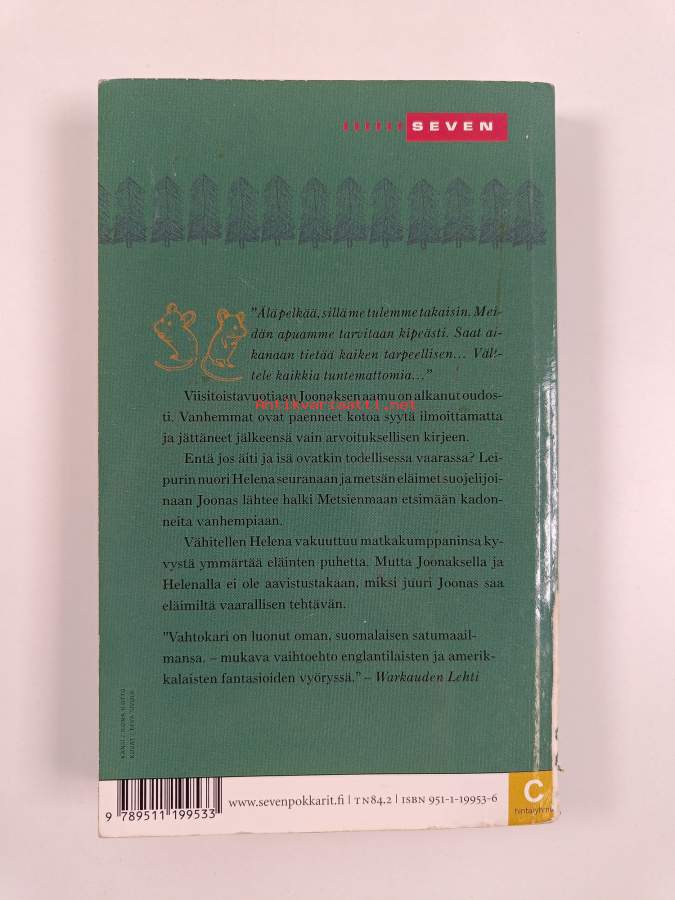 SEVEN
"Älä pelkää, sillä me tulemme takaisin. Mei-
dän apuamme tarvitaan kipeästi. Saat ai-
kanaan tietää kaiken tarpeellisen... Väl!-
tele kaikkia tuntemattomia..."
Viisitoistavuotiaan Joonaksen aamu on alkanut oudos-
Antikvariaatti.net
ti. Vanhemmat ovat paenneet kotoa syytä ilmoittamatta
ja jättäneet jälkeensä vain arvoituksellisen kirjeen.
Entä jos äiti ja isä ovatkin todellisessa vaarassa? Lei-
purin nuori Helena seuranaan ja metsän eläimet suojelijoi-
naan Joonas lähtee halki Metsienmaan etsimään kadon-
neita vanhempiaan.
Vähitellen Helena vakuuttuu matkakumppaninsa ky-
vystä ymmärtää eläinten puhetta. Mutta Joonaksella ja
Helenalla ei ole aavistustakaan, miksi juuri Joonas saa
eläimiltä vaarallisen tehtävän.
"Vahtokari on luonut oman, suomalaisen satumaail-
mansa. – mukava vaihtoehto englantilaisten ja amerik-
kalaisten fantasioiden vyöryssä." – Warkauden Lehti
www.sevenpokkarit.fi | TN 84.2 | ISBN 951-1-19953-6
C
hintaryhmä
9 789511 199533